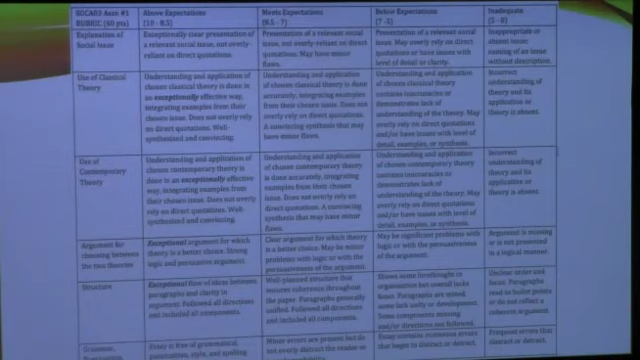 SOCA02 Assn #1
RUBRIC (60 pts)
Above Expectations
(10 - 8.5)
Meets Expectations
(8.5 - 7)
Below Expectations
(7 -5)
Inadequate
(5 - 0)
Explanation of
Social Issue
Exceptionally clear presentation of
a relevant social issue, not overly-
reliant on direct quotations.
Presentation of a relevant social
issue, not overly-reliant on direct
quotations. May have minor
flaws.
Presentation of a relevant social
issue. May overly rely on direct
quotations or have issues with
level of detail or clarity.
Inappropriate or
absent issue;
naming of an issue
without description.
Use of Classical
Theory
Understanding and application of
chosen classical theory is done in
an exceptionally effective way,
integrating examples from their
chosen issue. Does not overly rely
on direct quotations. Well-
synthesized and convincing.
Understanding and application
of chosen classical theory is done
accurately, integrating examples
from their chosen issue. Does not
overly rely on direct quotations.
A convincing synthesis that may
have minor flaws.
Understanding and application
of chosen classical theory
contains inaccuracies or
demonstrates lack of
understanding of the theory. May
overly rely on direct quotations
and/or have issues with level of
detail, examples, or synthesis.
Incorrect
understanding of
theory and its
application or
theory is absent.
Use of
Contemporary
Theory
Understanding and application of
chosen contemporary theory is
done in an exceptionally effective
way, integrating examples from
their chosen issue. Does not overly
rely on direct quotations. Well-
synthesized and convincing.
Understanding and application of
chosen contemporary theory
is done accurately, integrating
examples from their chosen
issue. Does not overly rely on
direct quotations. A convincing
synthesis that may have minor
flaws.
Understanding and application
of chosen contemporary theory
contains inaccuracies or
demonstrates lack of
understanding of the theory. May
overly rely on direct quotations
and/or have issues with level of
detail, examples, or synthesis.
Incorrect
understanding of
theory and its
application or
theory is absent.
Argument for
choosing between
the two theories
Exceptional argument for which
theory is a better choice. Strong
logic and persuasive argument.
Clear argument for which theory
is a better choice. May be minor
problems with logic or with the
persuasiveness of the argument.
May be significant problems with
logic or with the persuasiveness
of the argument.
Argument is missing
or is not presented
in a logical manner.
Structure
Exceptional flow of ideas between
paragraphs and clarity in
argument. Followed all directions
and included all components.
Well-planned structure that
ensures coherence throughout
the paper. Paragraphs generally
unified. Followed all directions
and included all components.
Shows some forethought in
organization but overall lacks
focus. Paragraphs are
some lack unity or development.
Some components missing
and/or directions not followed.
Unclear order and
focus. Paragraphs
read as bullet points
or do not reflect a
coherent argument.
Grammar,
Essay is free of grammatical,
punctuation, style, and spelling
Minor errors are present but do
not overly distract the reader or
Essay contains numerous errors
that begin to distract or detract.
Frequent errors that
distract or detract.